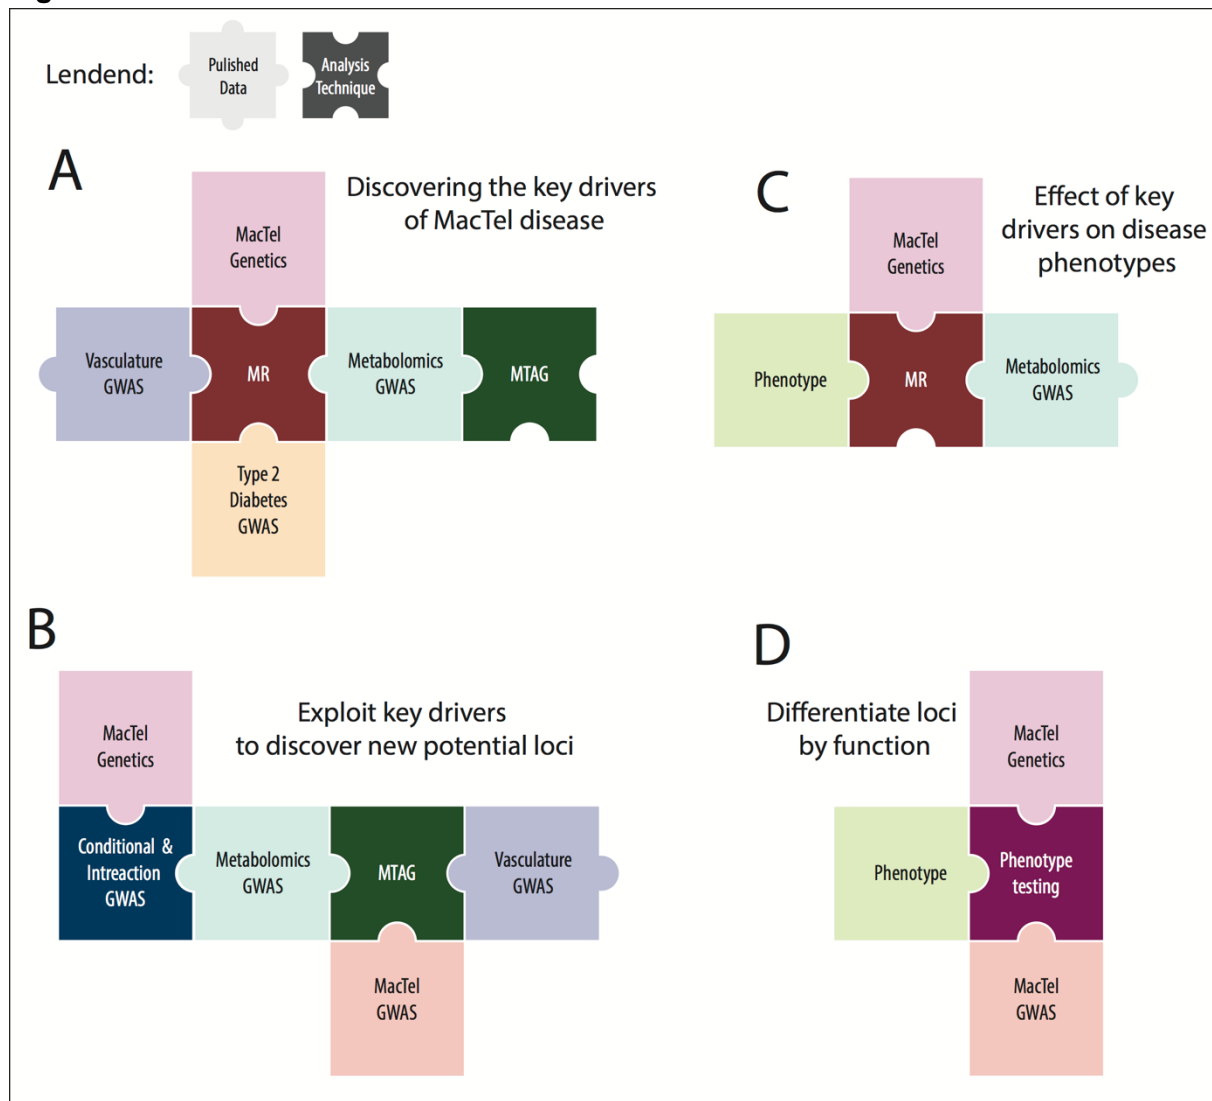 Lendend:
Pulished
Data
Analysis
Technique
A
Discovering the key drivers
of MacTel disease
MacTel
Genetics
Vasculature
GWAS
MR
Metabolomics
GWAS
MTAG
Type 2
Diabetes
GWAS
C
Effect of key
drivers on disease
phenotypes
MacTel
Genetics
Phenotype
MR
Metabolomics
GWAS
B
Exploit key drivers
to discover new potential loci
MacTel
Genetics
Conditional &
Intreaction
GWAS
Metabolomics
GWAS
MTAG
Vasculature
GWAS
MacTel
GWAS
D
Differentiate loci
by function
MacTel
Genetics
Phenotype
Phenotype
testing
MacTel
GWAS